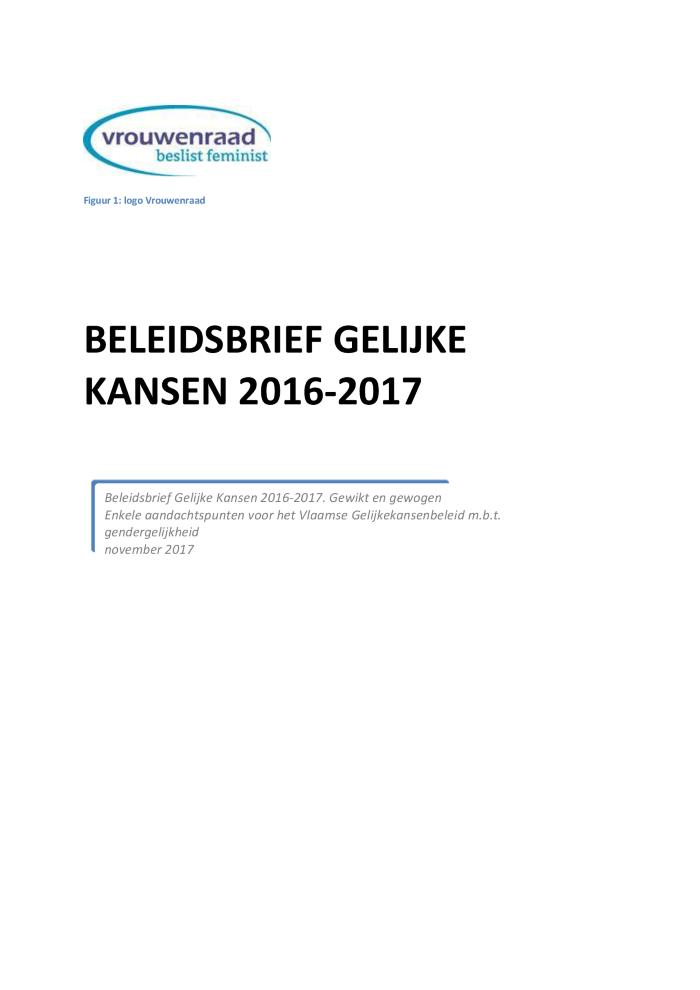 vrouwenraad
beslist feminist
Figuur 1: logo Vrouwenraad
BELEIDSBRIEF GELIJKE
KANSEN 2016-2017
Beleidsbrief Gelijke Kansen 2016-2017. Gewikt en gewogen
Enkele aandachtspunten voor het Vlaamse Gelijkekansenbeleid m.b.t.
gendergelijkheid
november 2017